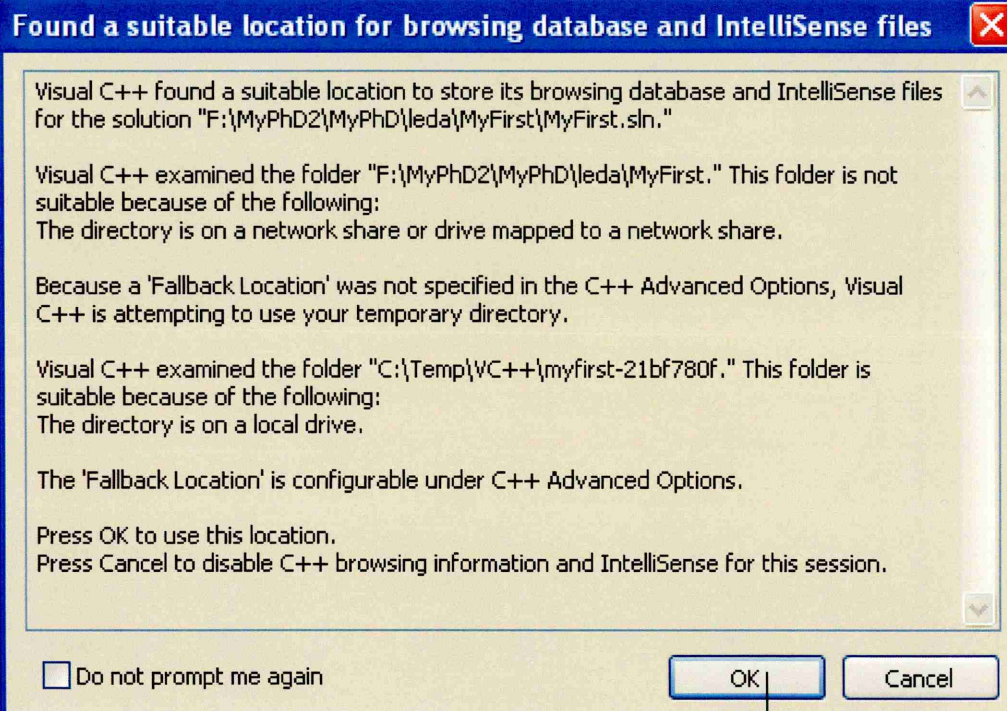 Found a suitable location for browsing database and IntelliSense files
Visual C++ found a suitable location to store its browsing database and IntelliSense files
for the solution "F:\MyPhD2\MyPhD\leda\MyFirst\MyFirst.sln."
Visual C++ examined the folder "F:\MyPhD2\MyPhD\leda\MyFirst." This folder is not
suitable because of the following:
The directory is on a network share or drive mapped to a network share.
Because a 'Fallback Location' was not specified in the C++ Advanced Options, Visual
C++ is attempting to use your temporary directory.
Visual C++ examined the folder "C:\Temp\VC++\myfirst-21bf780f." This folder is
suitable because of the following:
The directory is on a local drive.
The 'Fallback Location' is configurable under C++ Advanced Options.
Press OK to use this location.
Press Cancel to disable C++ browsing information and IntelliSense for this session.
Do not prompt me again
OK
Cancel